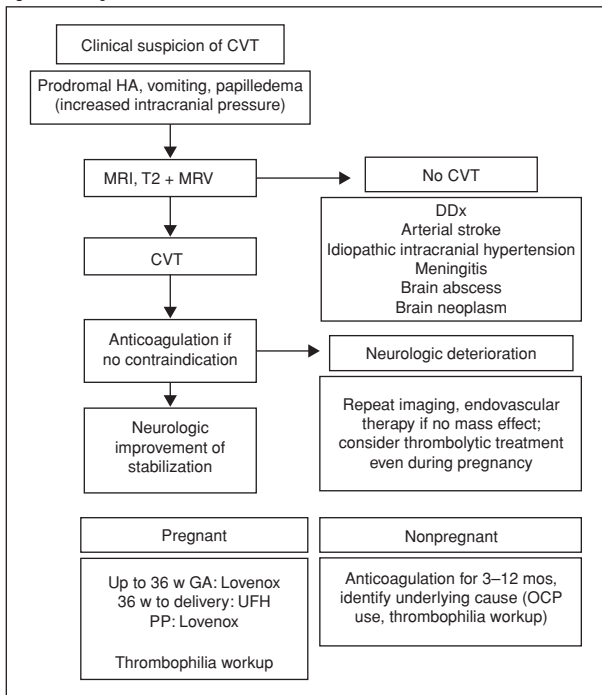 Clinical suspicion of CVT
Prodromal HA, vomiting, papilledema
(increased intracranial pressure)
MRI, T2 + MRV
No CVT
DDx
Arterial stroke
Idiopathic intracranial hypertension
Meningitis
Brain abscess
Brain neoplasm
CVT
Anticoagulation if
no contraindication
Neurologic deterioration
Neurologic
improvement of
stabilization
Repeat imaging, endovascular
therapy if no mass effect;
consider thrombolytic treatment
even during pregnancy
Pregnant
Up to 36 w GA: Lovenox
36 w to delivery: UFH
PP: Lovenox
Thrombophilia workup
Nonpregnant
Anticoagulation for 3–12 mos,
identify underlying cause (OCP
use, thrombophilia workup)